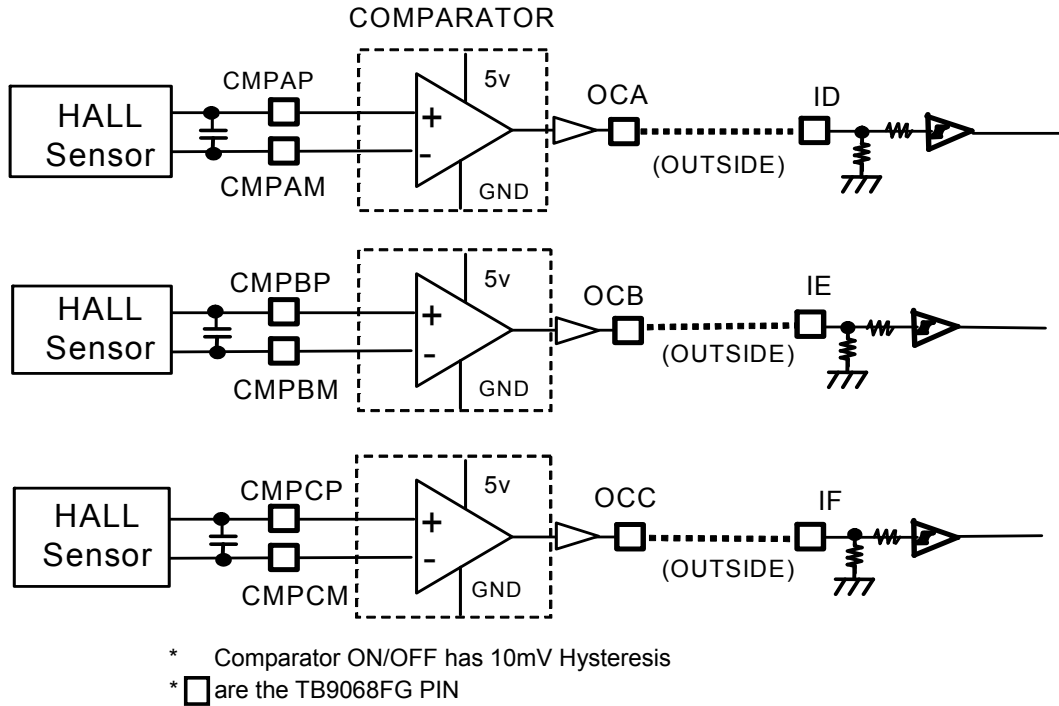 COMPARATOR
CMPAP
5v
OCA
ID
HALL
Sensor
+
-
(OUTSIDE)
CMPAM
GND
CMPBP
5v
OCB
IE
HALL
Sensor
+
-
(OUTSIDE)
CMPBM
GND
CMPCP
5v
OCC
IF
HALL
Sensor
+
-
(OUTSIDE)
CMPCM
GND
* Comparator ON/OFF has 10mV Hysteresis
* are the TB9068FG PIN